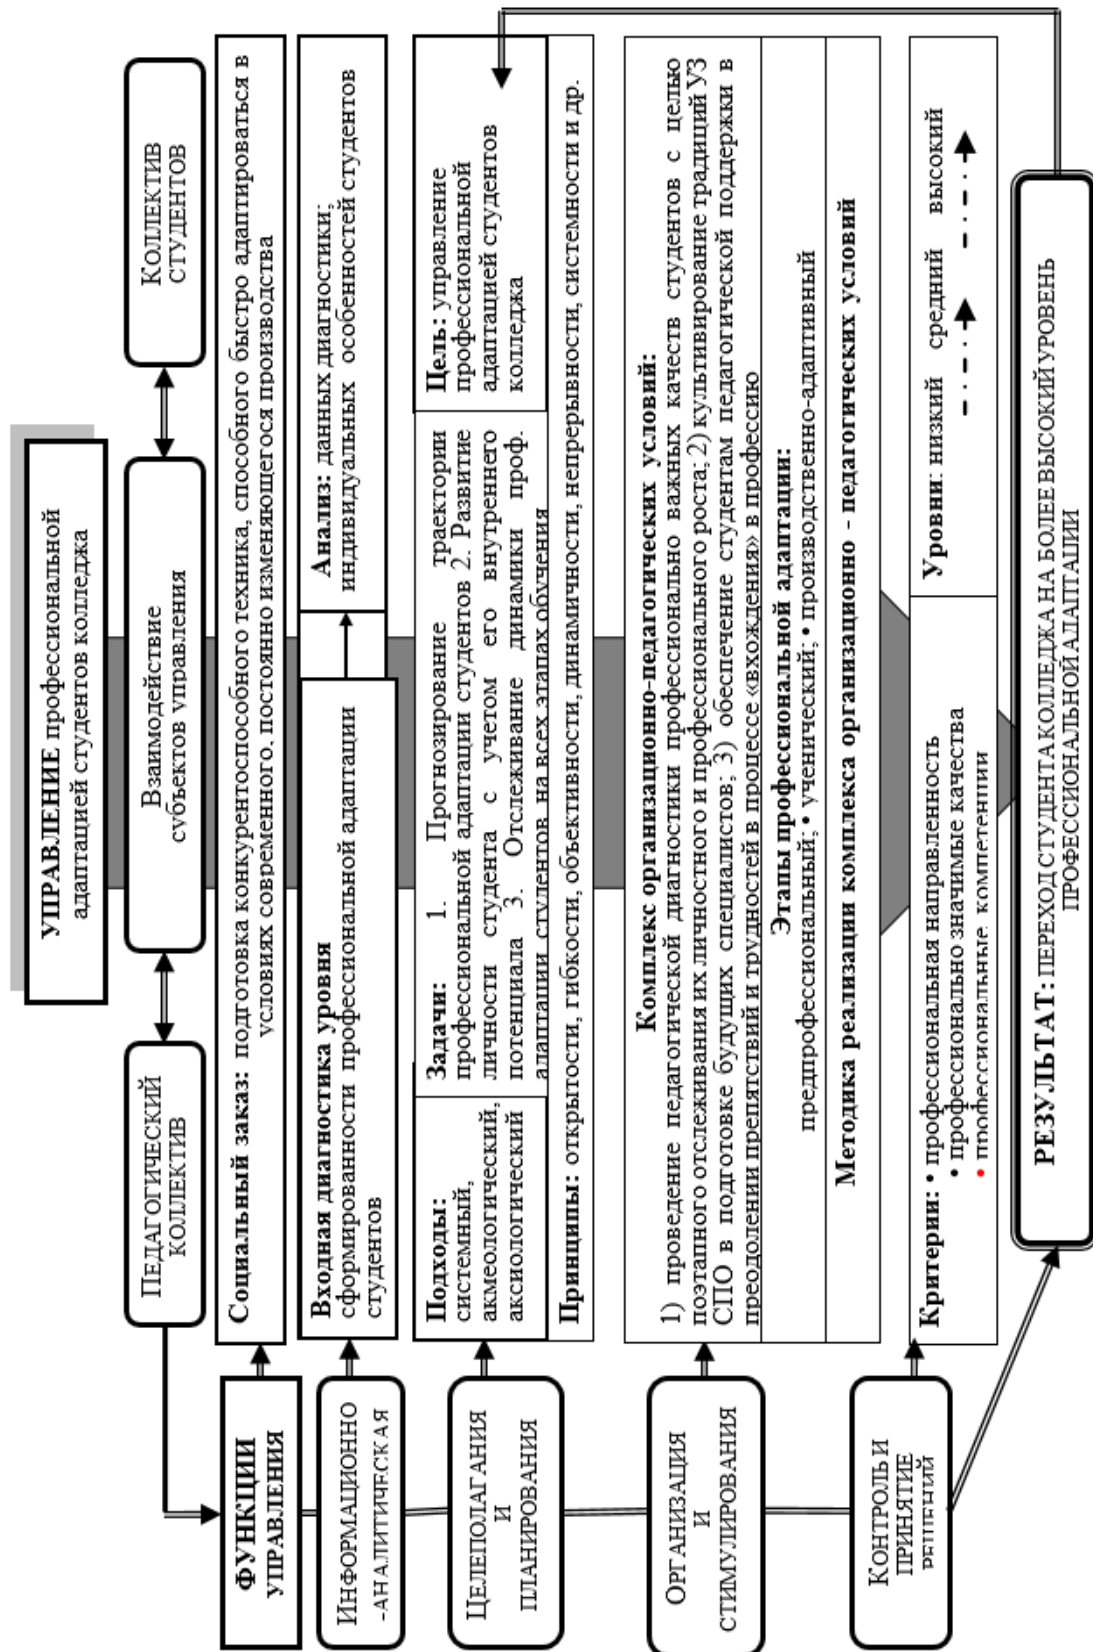 УПРАВЛЕНИЕ профессиональной
адаптацией студентов колледжа
ПЕДАГОГИЧЕСКИЙ
КОЛЛЕКТИВ
Взаимодействие
субъектов управления
КОЛЛЕКТИВ
СТУДЕНТОВ
ФУНКЦИИ
УПРАВЛЕНИЯ
Социальный заказ: подготовка конкурентоспособного техника, способного быстро адаптироваться в
условиях современного, постоянно изменяющегося производства
ИНФОРМАЦИОННО
-АНАЛИТИЧЕСКАЯ
Входная диагностика уровня
сформированности профессиональной адаптации
студентов
Анализ: данных диагностики;
индивидуальных особенностей студентов
ЦЕЛЕПОЛАГАНИЯ
И
ПЛАНИРОВАНИЯ
Подходы:
системный,
акмеологический,
аксиологический
Задачи: 1. Прогнозирование траектории
профессиональной адаптации студентов 2. Развитие
личности студента с учетом его внутреннего
потенциала 3. Отслеживание динамики проф.
адаптации студентов на всех этапах обучения
Цель: управление
профессиональной
адаптацией студентов
колледжа
Принципы: открытости, гибкости, объективности, динамичности, непрерывности, системности и др.
ОРГАНИЗАЦИЯ
И
СТИМУЛИРОВАНИЯ
Комплекс организационно-педагогических условий:
1) проведение педагогической диагностики профессионально важных качеств студентов с целью
поэтапного отслеживания их личностного и профессионального роста; 2) культивирование традиций УЗ
СПО в подготовке будущих специалистов; 3) обеспечение студентам педагогической поддержки в
преодолении препятствий и трудностей в процессе «вхождения» в профессию
Этапы профессиональной адаптации:
предпрофессиональный; • ученический; • производственно-адаптивный
Методика реализации комплекса организационно - педагогических условий
КОНТРОЛЬ И
ПРИНЯТИЕ
РЕШЕНИЙ
Критерии: • профессиональная направленность
• профессионально значимые качества
• профессиональные компетенции
Уровни: низкий средний высокий
РЕЗУЛЬТАТ: ПЕРЕХОД СТУДЕНТА КОЛЛЕДЖА НА БОЛЕЕ ВЫСОКИЙ УРОВЕНЬ
ПРОФЕССИОНАЛЬНОЙ АДАПТАЦИИ